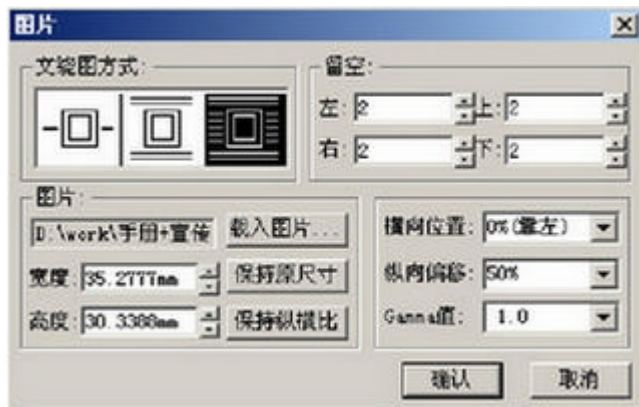 图片
文绕图方式:
留空:
左: 2 上: 2
右: 2 下: 2
图片:
D:\work\手册+宣传 载入图片...
宽度: 35.2777mm 保持原尺寸
高度: 30.3388mm 保持纵横比
横向位置: 0%(靠左)
纵向偏移: 50%
Gamma值: 1.0
确认 取消